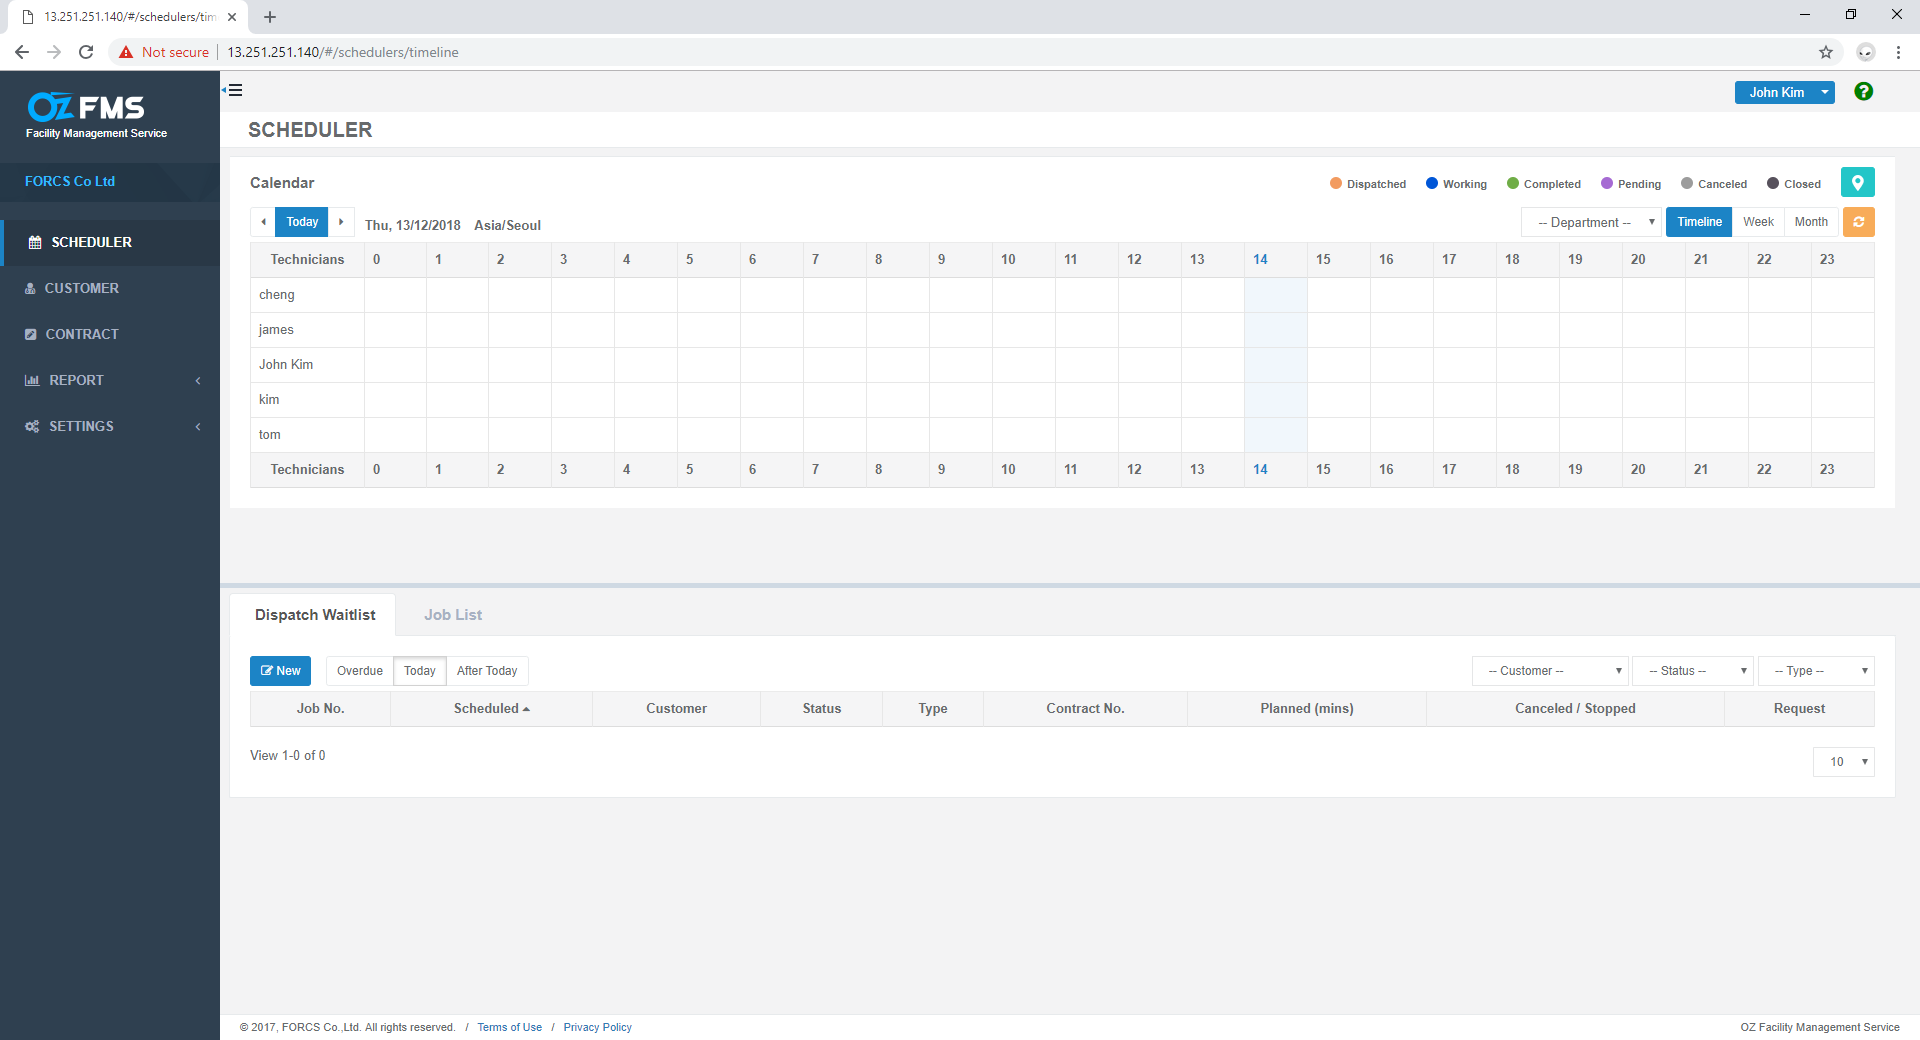 13.251.251.140/#/schedulers/tim
Not secure 13.251.251.140/#/schedulers/timeline
OZ FMS
Facility Management Service
FORCS Co Ltd
SCHEDULER
CUSTOMER
CONTRACT
REPORT
SETTINGS
John Kim
SCHEDULER
Calendar
Dispatched Working Completed Pending Canceled Closed
Today Thu, 13/12/2018 Asia/Seoul
-- Department -- Timeline Week Month
Technicians 0 1 2 3 4 5 6 7 8 9 10 11 12 13 14 15 16 17 18 19 20 21 22 23
cheng
james
John Kim
kim
tom
Technicians 0 1 2 3 4 5 6 7 8 9 10 11 12 13 14 15 16 17 18 19 20 21 22 23
Dispatch Waitlist Job List
New Overdue Today After Today -- Customer -- -- Status -- -- Type --
Job No. Scheduled Customer Status Type Contract No. Planned (mins) Canceled / Stopped Request
View 1-0 of 0
10
© 2017, FORCS Co.,Ltd. All rights reserved. / Terms of Use / Privacy Policy
OZ Facility Management Service